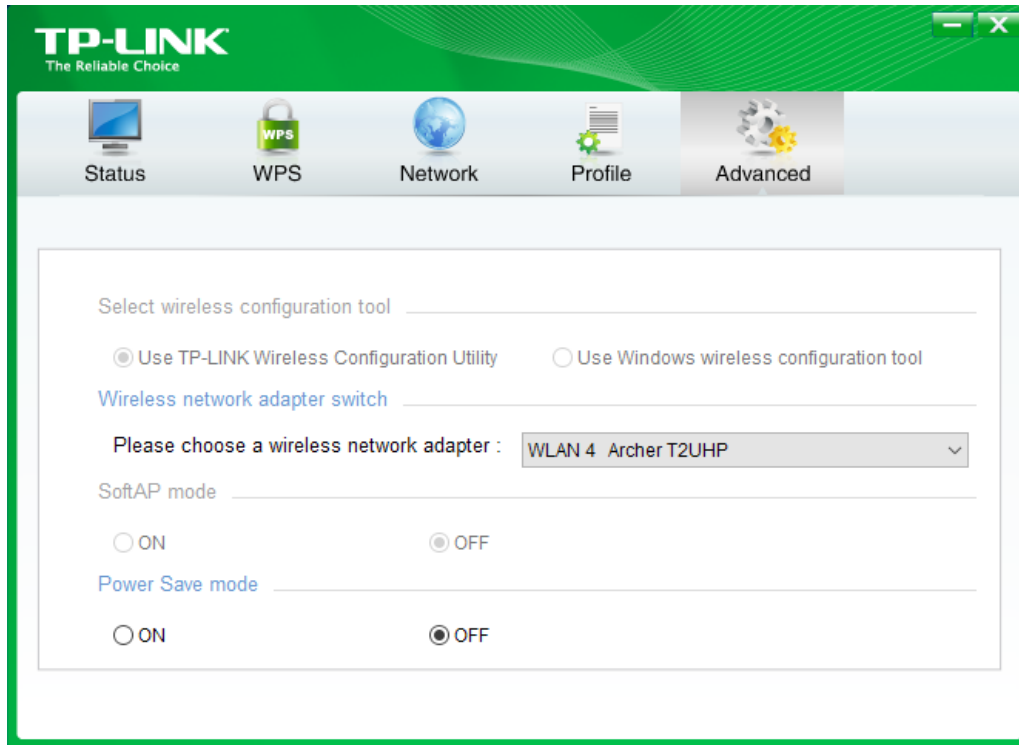 TP-LINK
The Reliable Choice
WPS
Status WPS Network Profile Advanced
Select wireless configuration tool
Use TP-LINK Wireless Configuration Utility Use Windows wireless configuration tool
Wireless network adapter switch
Please choose a wireless network adapter : WLAN 4 Archer T2UHP
SoftAP mode
ON OFF
Power Save mode
ON OFF